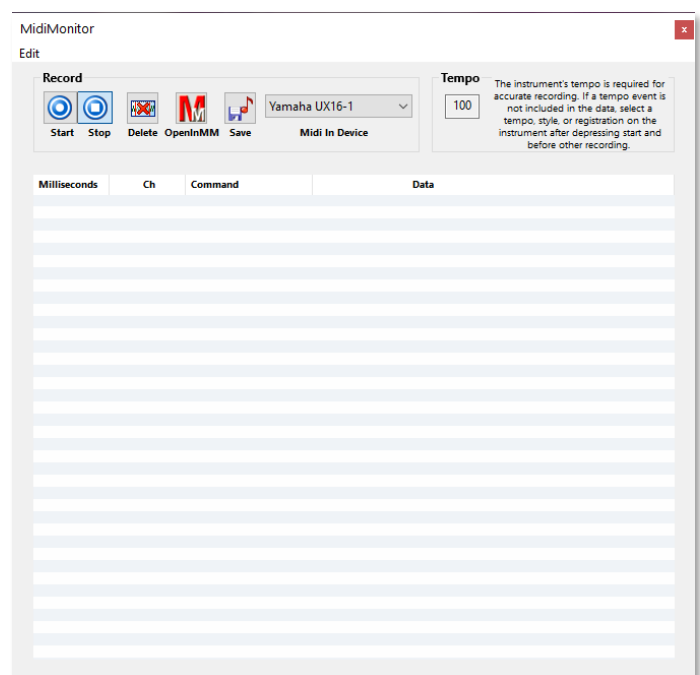 MidiMonitor
x
Edit
Record
Start Stop Delete OpenInMM Save
Yamaha UX16-1
Midi In Device
Tempo
100
The instrument's tempo is required for
accurate recording. If a tempo event is
not included in the data, select a
tempo, style, or registration on the
instrument after depressing start and
before other recording.
Milliseconds Ch Command Data